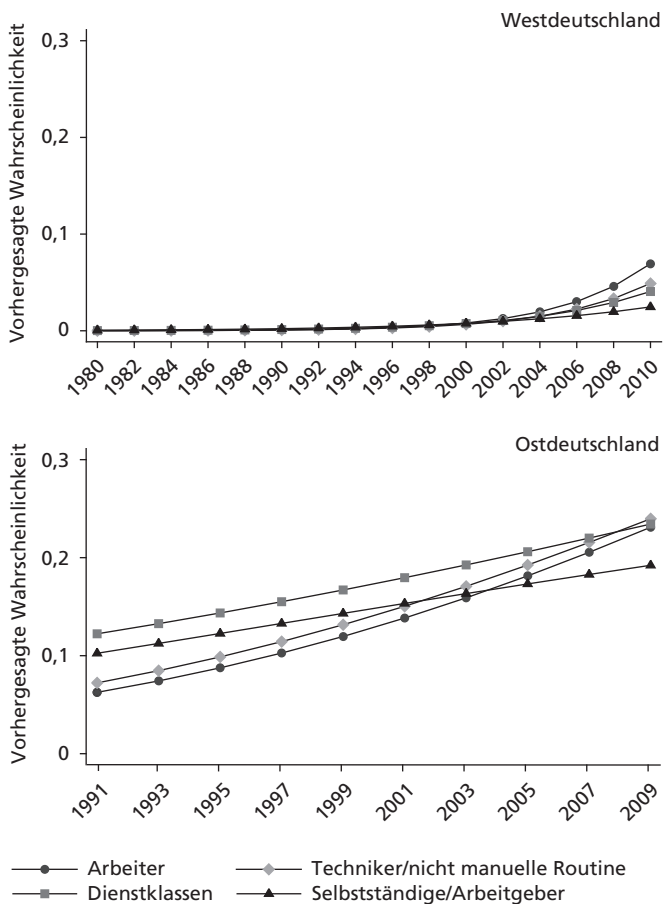 Westdeutschland
Vorhergesagte Wahrscheinlichkeit
0,3
0,2
0,1
0
1980 1982 1984 1986 1988 1990 1992 1994 1996 1998 2000 2002 2004 2006 2008 2010
Ostdeutschland
Vorhergesagte Wahrscheinlichkeit
0,3
0,2
0,1
0
1991 1993 1995 1997 1999 2001 2003 2005 2007 2009
Arbeiter Techniker/nicht manuelle Routine
Dienstklassen Selbstständige/Arbeitgeber